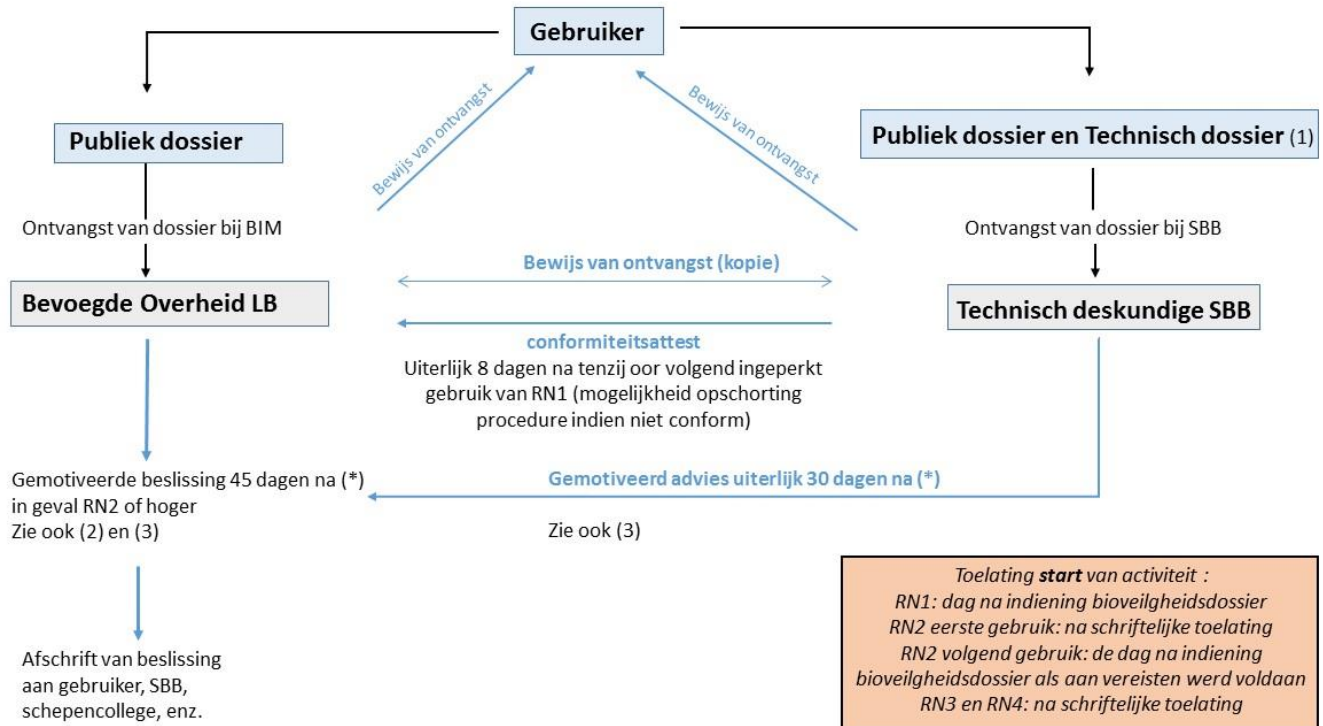 Gebruiker
Publiek dossier
Bewijs van ontvangst
Bewijs van ontvangst
Publiek dossier en Technisch dossier (1)
Ontvangst van dossier bij BIM
Ontvangst van dossier bij SBB
Bewijs van ontvangst (kopie)
Bevoegde Overheid LB
Technisch deskundige SBB
conformiteitsattest
Uiterlijk 8 dagen na tenzij oor volgend ingeperkt
gebruik van RN1 (mogelijkheid opschorting
procedure indien niet conform)
Gemotiveerde beslissing 45 dagen na (*)
in geval RN2 of hoger
Zie ook (2) en (3)
Gemotiveerd advies uiterlijk 30 dagen na (*)
Zie ook (3)
Afschrift van beslissing
aan gebruiker, SBB,
schepencollege, enz.
Toelating start van activiteit :
RN1: dag na indiening bioveilgheidsdossier
RN2 eerste gebruik: na schriftelijke toelating
RN2 volgend gebruik: de dag na indiening
bioveilgheidsdossier als aan vereisten werd voldaan
RN3 en RN4: na schriftelijke toelating